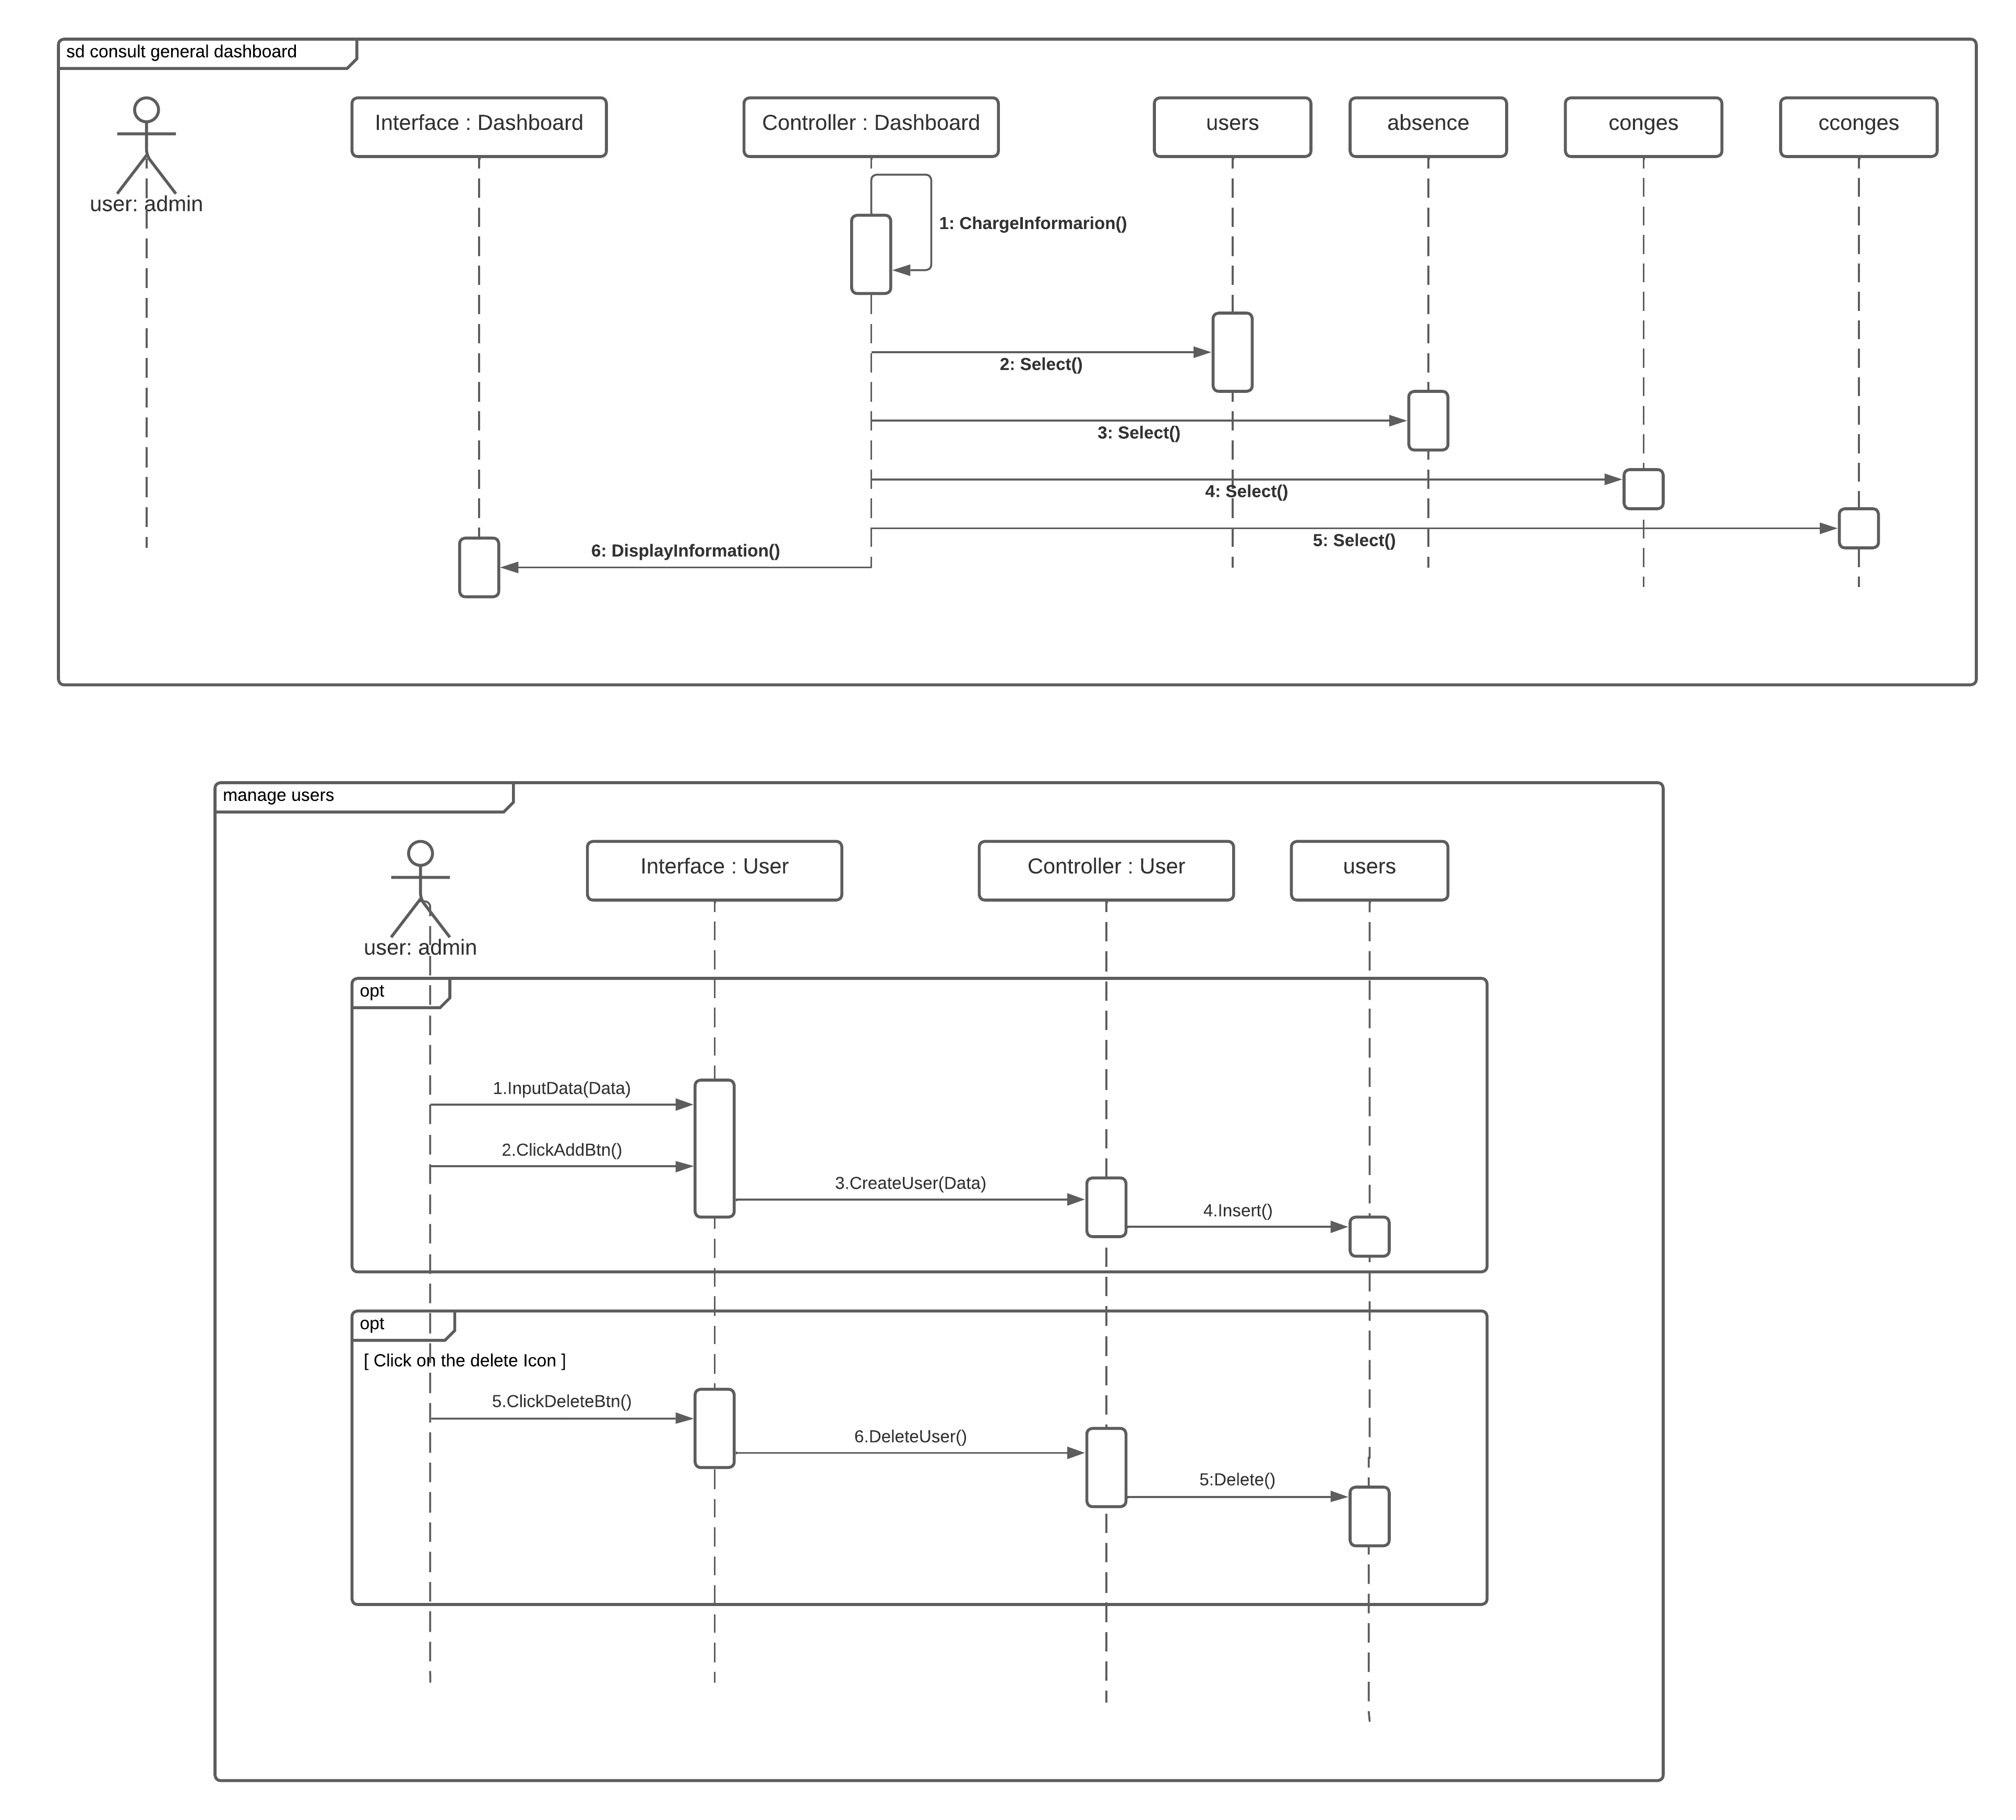 sd consult general dashboard
user: admin
Interface : Dashboard
Controller : Dashboard
users
absence
conges
cconges
1: ChargeInformarion()
2: Select()
3: Select()
4: Select()
5: Select()
6: DisplayInformation()
manage users
user: admin
Interface : User
Controller : User
users
opt
1.InputData(Data)
2.ClickAddBtn()
3.CreateUser(Data)
4.Insert()
opt
[ Click on the delete Icon ]
5.ClickDeleteBtn()
6.DeleteUser()
5:Delete()